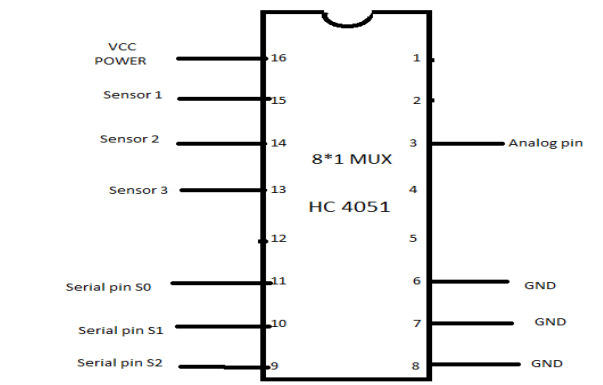 VCC
POWER
16
1
Sensor 1
15
2
Sensor 2
14
3
Analog pin
8*1 MUX
Sensor 3
13
4
HC 4051
12
5
Serial pin S0
11
6
GND
Serial pin S1
10
7
GND
Serial pin S2
9
8
GND